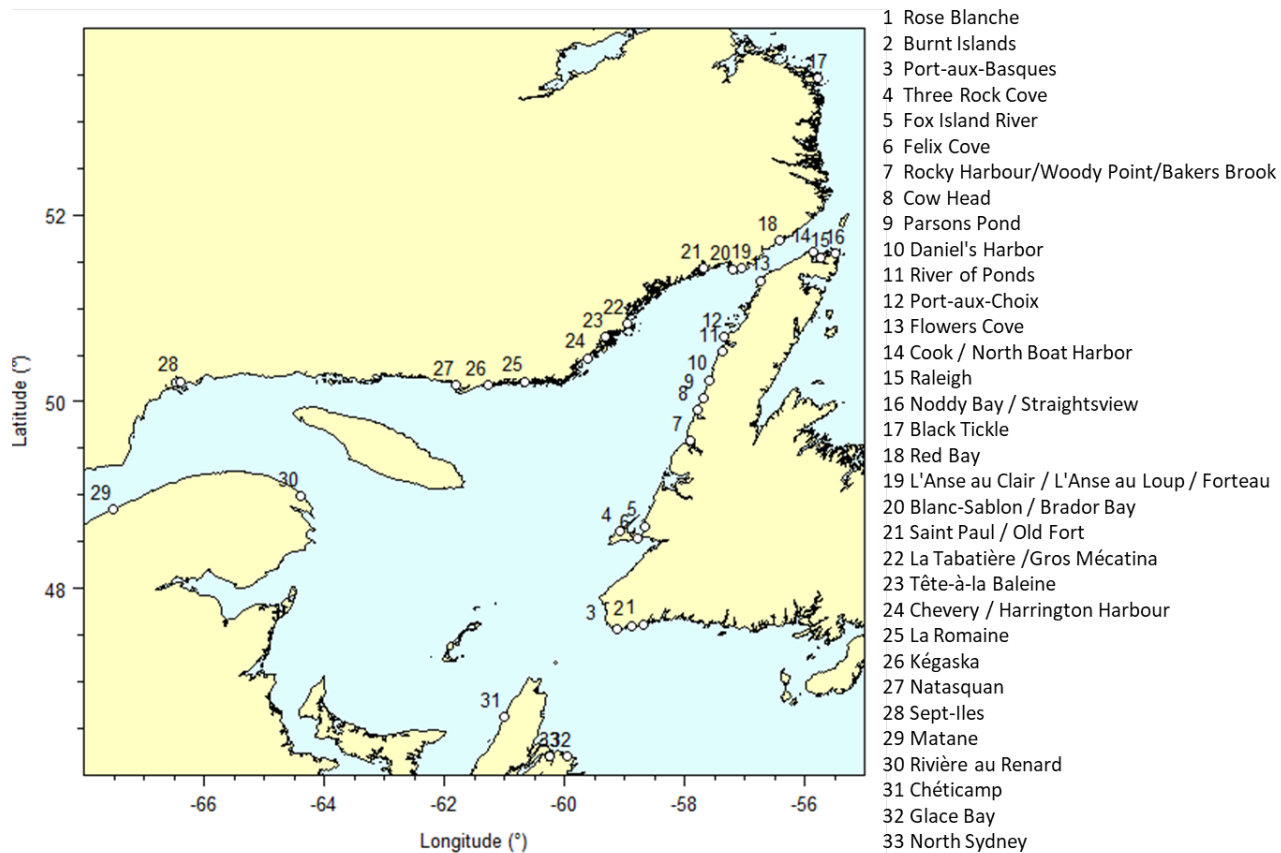 1 Rose Blanche
2 Burnt Islands
3 Port-aux-Basques
4 Three Rock Cove
5 Fox Island River
6 Felix Cove
7 Rocky Harbour/Woody Point/Bakers Brook
8 Cow Head
9 Parsons Pond
10 Daniel's Harbor
11 River of Ponds
12 Port-aux-Choix
13 Flowers Cove
14 Cook / North Boat Harbor
15 Raleigh
16 Noddy Bay / Straightsview
17 Black Tickle
18 Red Bay
19 L'Anse au Clair / L'Anse au Loup / Forteau
20 Blanc-Sablon / Brador Bay
21 Saint Paul / Old Fort
22 La Tabatière /Gros Mécatina
23 Tête-à-la Baleine
24 Chevery / Harrington Harbour
25 La Romaine
26 Kégaska
27 Natasquan
28 Sept-Iles
29 Matane
30 Rivière au Renard
31 Chéticamp
32 Glace Bay
33 North Sydney
17
52
18
14
15
16
21
20
19
13
22
12
23
11
24
10
28
27
26
25
9
50
8
7
Latitude (°)
30
29
5
4
6
48
3
2
1
31
33
32
-66
-64
-62
-60
-58
-56
Longitude (°)